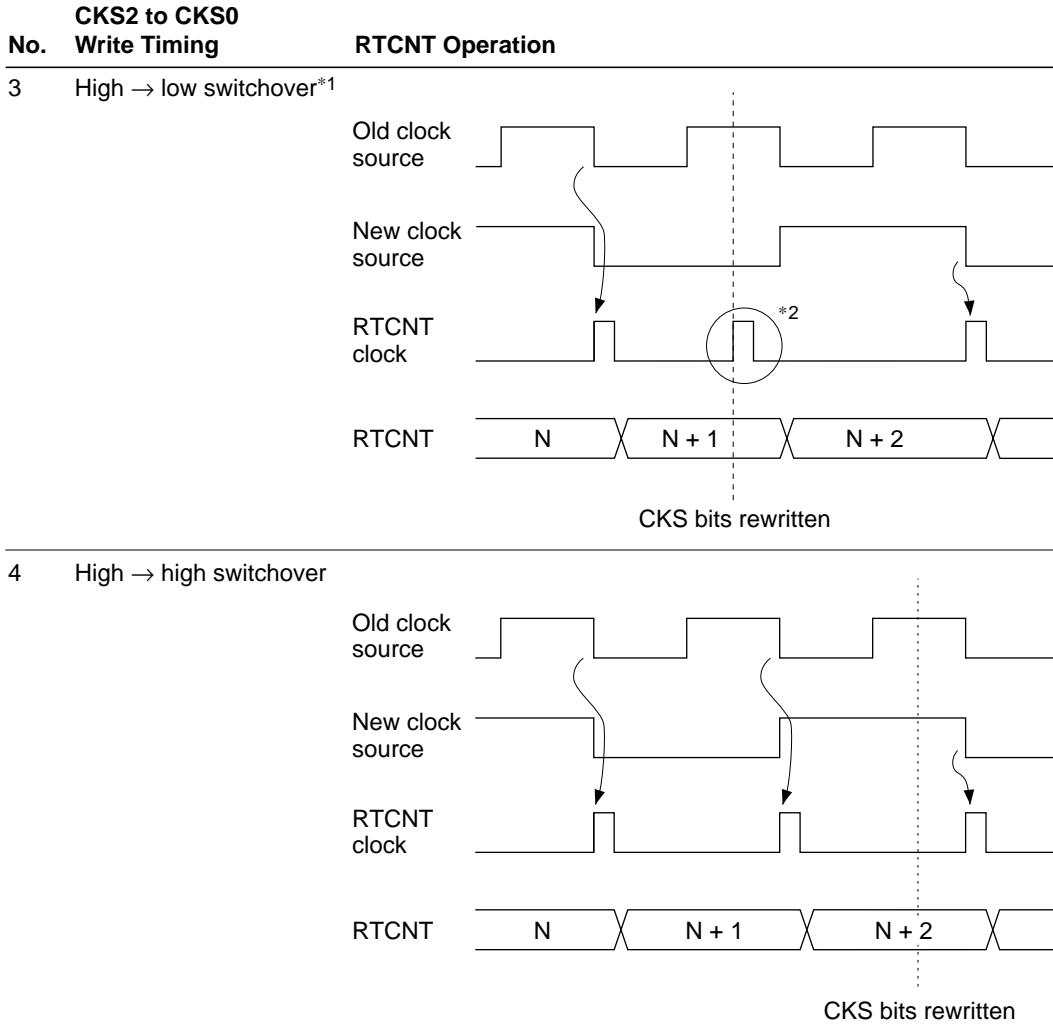 CKS2 to CKS0
No. Write Timing RTCNT Operation
3 High → low switchover*1
Old clock
source
New clock
source
RTCNT
clock
*2
RTCNT N N + 1 N + 2
CKS bits rewritten
4 High → high switchover
Old clock
source
New clock
source
RTCNT
clock
RTCNT N N + 1 N + 2
CKS bits rewritten